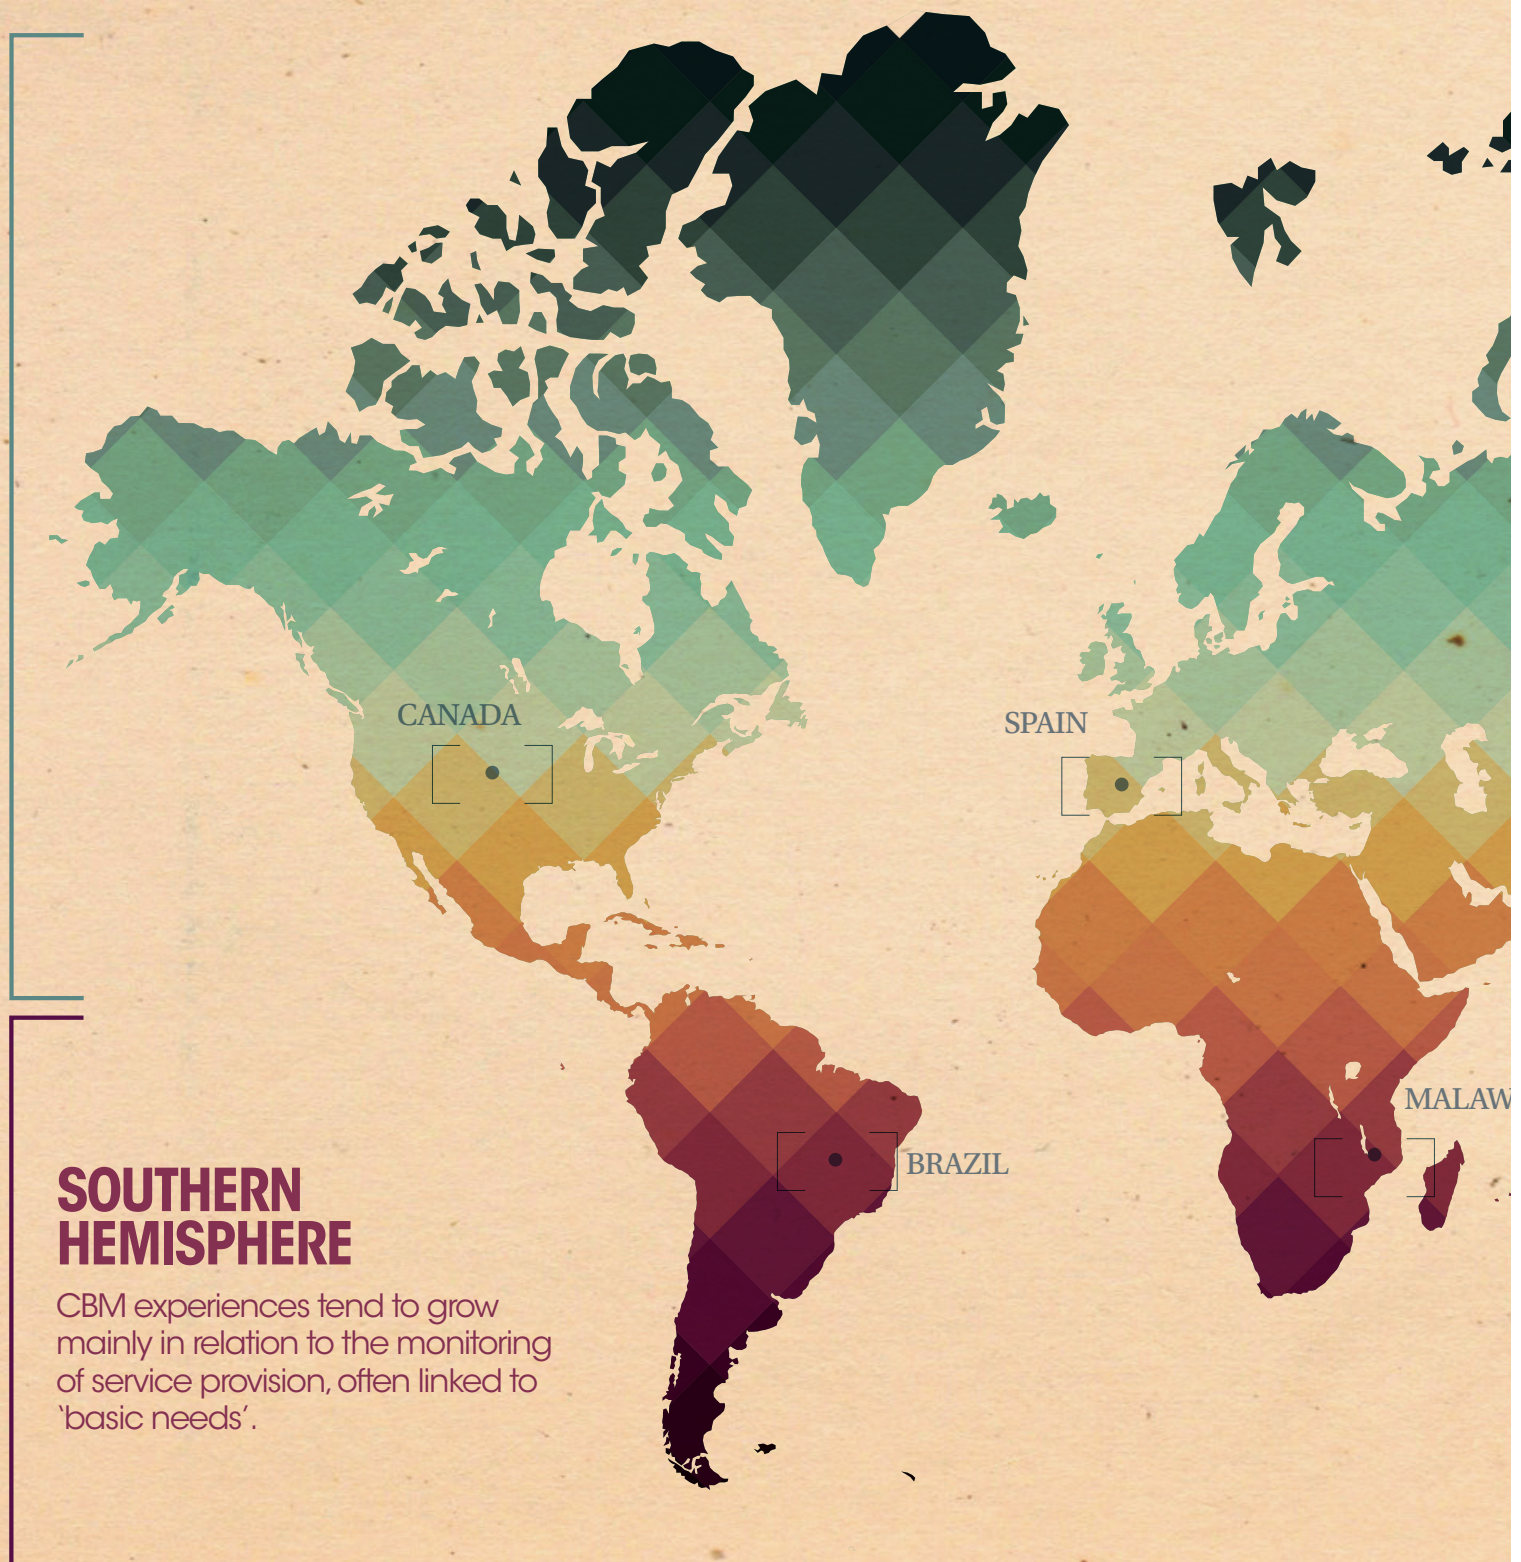 CANADA
SPAIN
MALAW
BRAZIL
SOUTHERN
HEMISPHERE
CBM experiences tend to grow
mainly in relation to the monitoring
of service provision, often linked to
‘basic needs’.